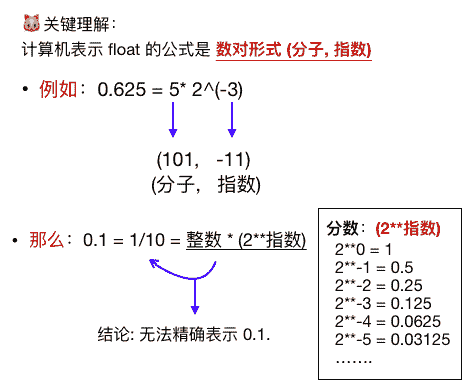 关键理解：
计算机表示 float 的公式是 数对形式 (分子, 指数)
• 例如：0.625 = 5* 2^(-3)
(101, -11)
(分子, 指数)
• 那么：0.1 = 1/10 = 整数 * (2**指数)
结论: 无法精确表示 0.1.
分数：(2**指数)
2**0 = 1
2**-1 = 0.5
2**-2 = 0.25
2**-3 = 0.125
2**-4 = 0.0625
2**-5 = 0.03125
…….